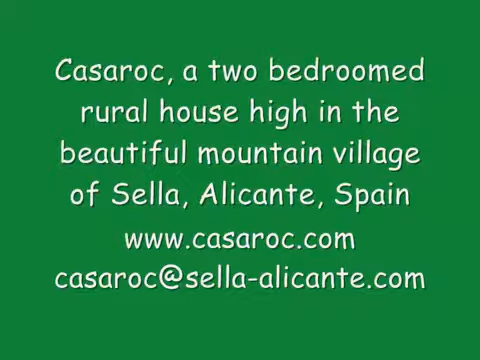 Casaroc, a two bedroomed
rural house high in the
beautiful mountain village
of Sella, Alicante, Spain
www.casaroc.com
casaroc@sella-alicante.com